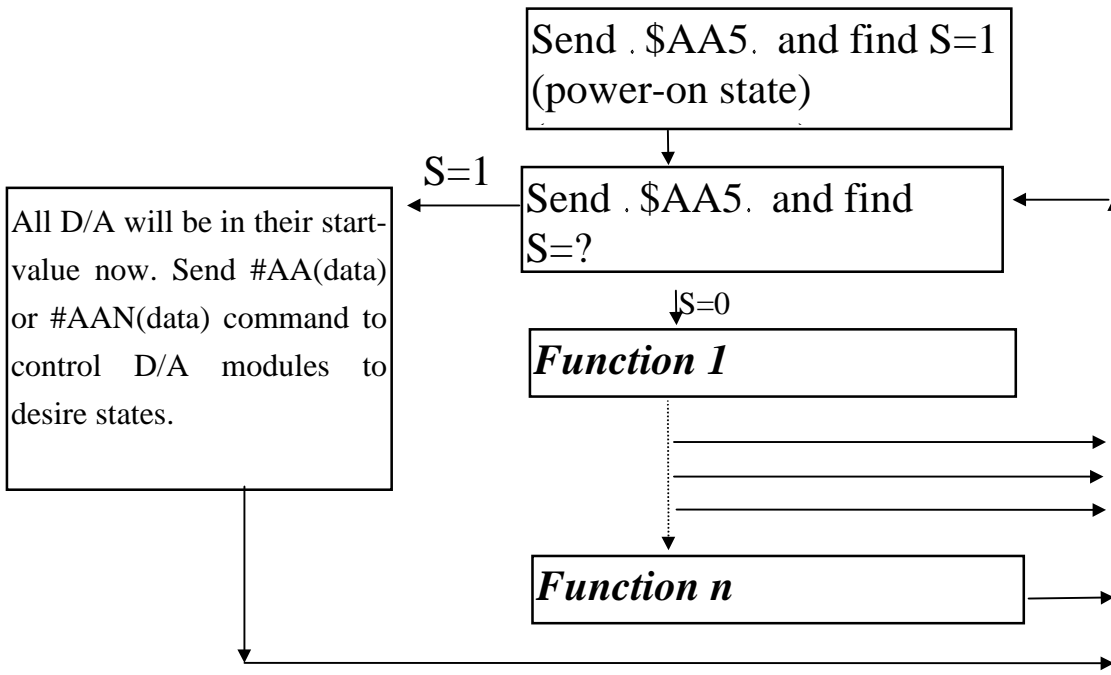 Send . $AA5. and find S=1
(power-on state)
S=1
Send . $AA5. and find
S=?
All D/A will be in their start-
value now. Send #AA(data)
or #AAN(data) command to
control D/A modules to
desire states.
S=0
Function 1
Function n